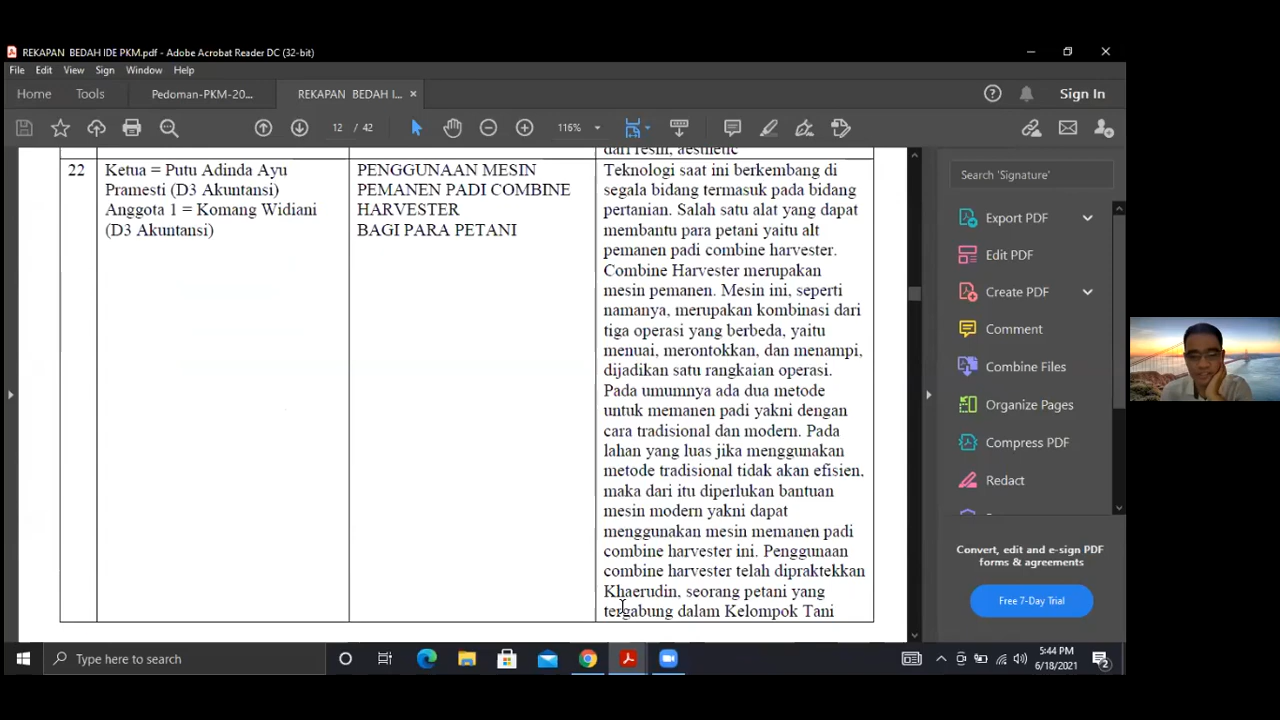 REKAPAN BEDAH IDE PKM.pdf - Adobe Acrobat Reader DC (32-bit)
File Edit View Sign Window Help
Home Tools Pedoman-PKM-20... REKAPAN BEDAH I... × Sign In
12 / 42 116%
dari resin, aesthetic
22
Ketua = Putu Adinda Ayu
Pramesti (D3 Akuntansi)
Anggota 1 = Komang Widiani
(D3 Akuntansi)
PENGGUNAAN MESIN
PEMANEN PADI COMBINE
HARVESTER
BAGI PARA PETANI
Teknologi saat ini berkembang di
segala bidang termasuk pada bidang
pertanian. Salah satu alat yang dapat
membantu para petani yaitu alt
pemanen padi combine harvester.
Combine Harvester merupakan
mesin pemanen. Mesin ini, seperti
namanya, merupakan kombinasi dari
tiga operasi yang berbeda, yaitu
menuai, merontokkan, dan menampi,
dijadikan satu rangkaian operasi.
Pada umumnya ada dua metode
untuk memanen padi yakni dengan
cara tradisional dan modern. Pada
lahan yang luas jika menggunakan
metode tradisional tidak akan efisien,
maka dari itu diperlukan bantuan
mesin modern yakni dapat
menggunakan mesin memanen padi
combine harvester ini. Penggunaan
combine harvester telah dipraktekkan
Khaerudin, seorang petani yang
tergabung dalam Kelompok Tani
Search 'Signature'
Export PDF
Edit PDF
Create PDF
Comment
Combine Files
Organize Pages
Compress PDF
Redact
Convert, edit and e-sign PDF
forms & agreements
Free 7-Day Trial
Type here to search
5:44 PM
6/18/2021
2